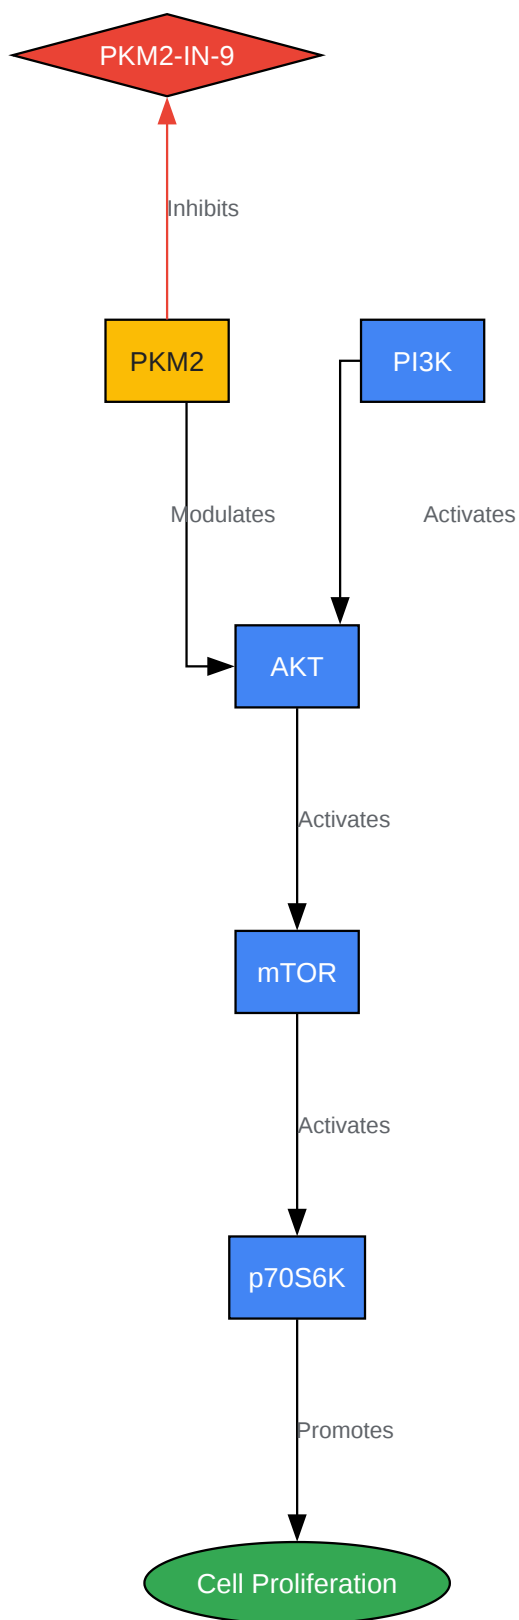 PKM2-IN-9
Inhibits
PKM2
PI3K
Modulates
Activates
AKT
Activates
mTOR
Activates
p70S6K
Promotes
Cell Proliferation